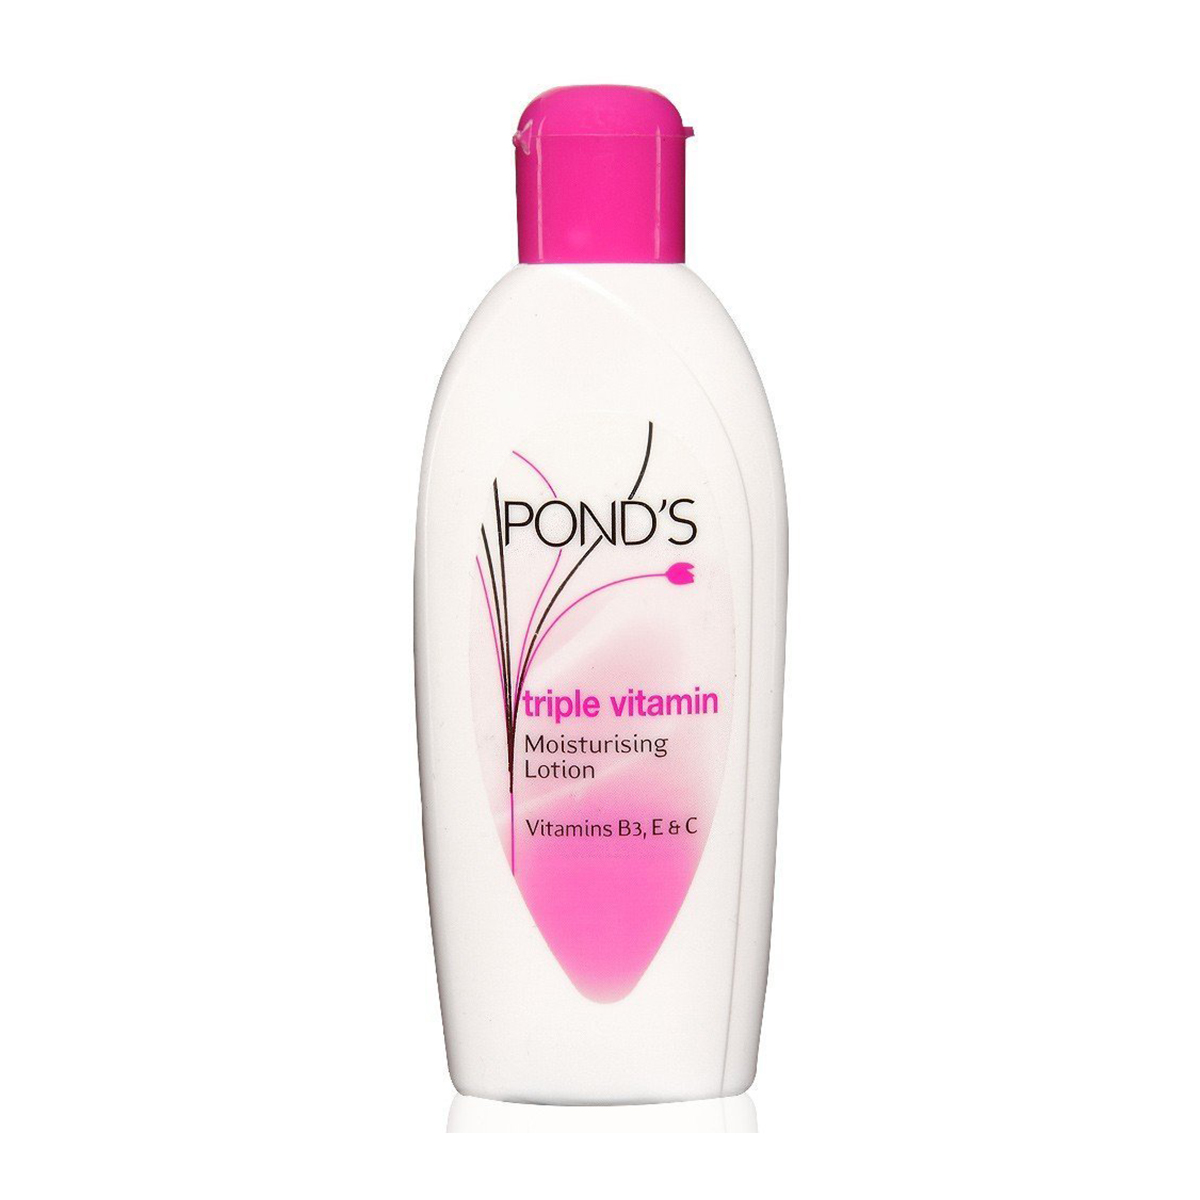 POND'S
triple vitamin
Moisturising
Lotion
Vitamins B3, E & C